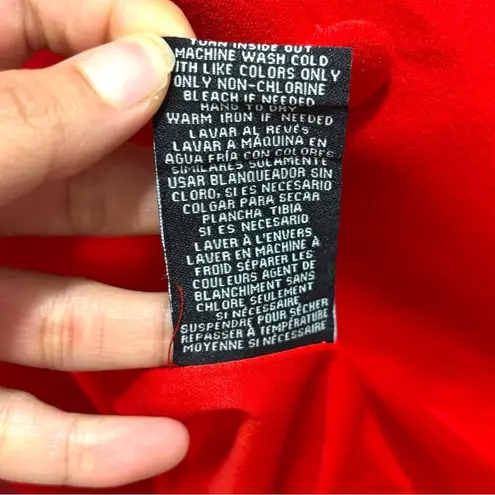 TURN INSIDE OUT
MACHINE WASH COLD
WITH LIKE COLORS ONLY
ONLY NON-CHLORINE
BLEACH IF NEEDED
HANG TO DRY
WARM IRON IF NEEDED
LAVAR AL REVÉS
LAVAR A MÁQUINA EN
AGUA FRÍA CON COLORES
SIMILARES SOLAMENTE
USAR BLANQUEADOR SIN
CLORO, SI ES NECESARIO
COLGAR PARA SECAR
PLANCHA TIBIA
SI ES NECESARIO
LAVER À L'ENVERS
LAVER EN MACHINE À
FROID SÉPARER LES
COULEURS AGENT DE
BLANCHIMENT SANS
CHLORE SEULEMENT
SI NÉCESSAIRE
SUSPENDRE POUR SÉCHER
REPASSER À TEMPÉRATURE
MOYENNE SI NÉCESSAIRE